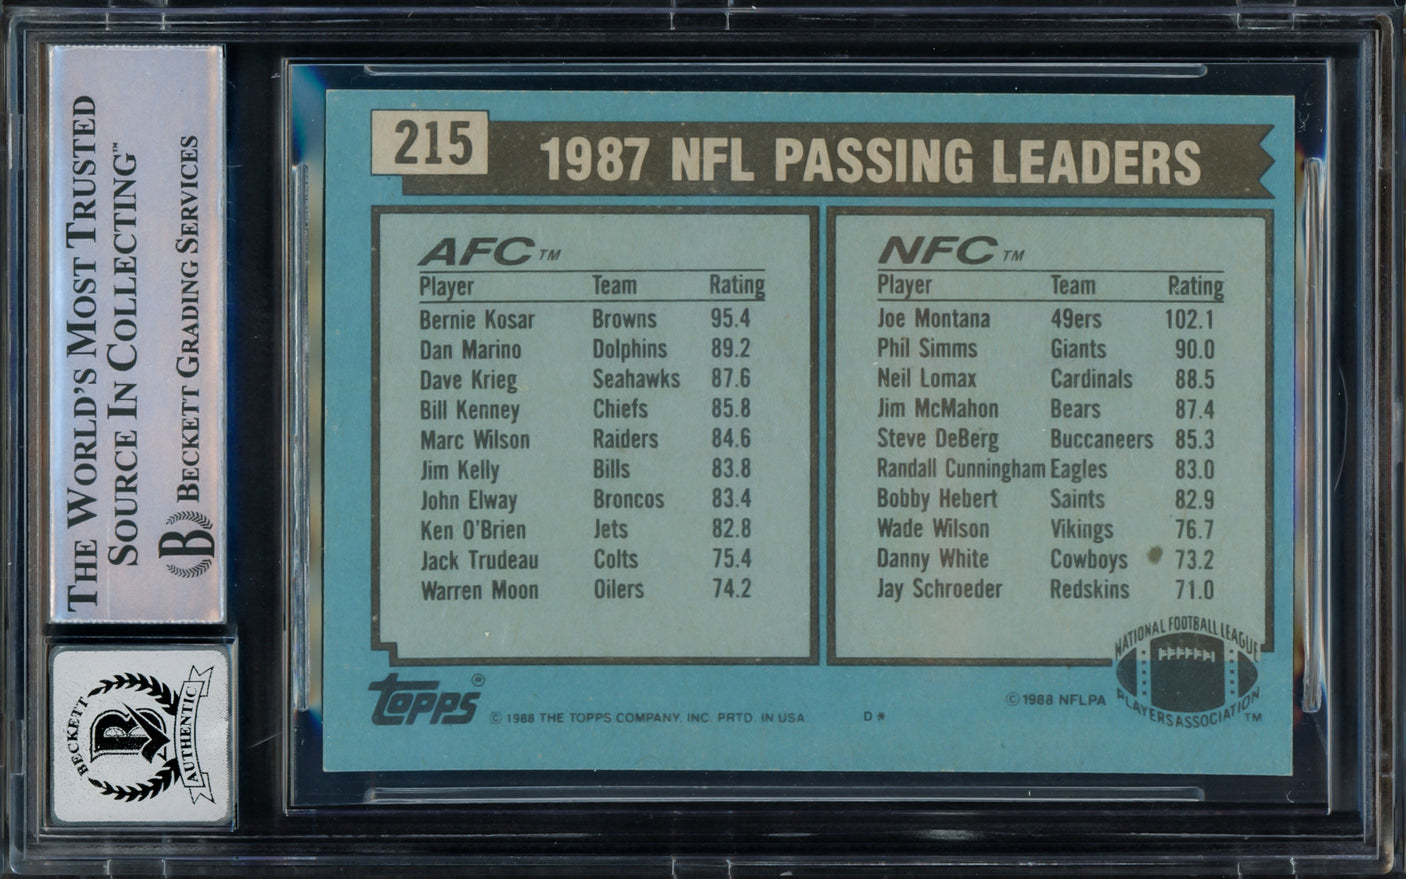 THE WORLD'S MOST TRUSTED
SOURCE IN COLLECTING™
B BECKETT GRADING SERVICES
BECKETT
B
AUTHENTIC
215
1987 NFL PASSING LEADERS
AFC™
Player Team Rating
Bernie Kosar Browns 95.4
Dan Marino Dolphins 89.2
Dave Krieg Seahawks 87.6
Bill Kenney Chiefs 85.8
Marc Wilson Raiders 84.6
Jim Kelly Bills 83.8
John Elway Broncos 83.4
Ken O'Brien Jets 82.8
Jack Trudeau Colts 75.4
Warren Moon Oilers 74.2
NFC™
Player Team Rating
Joe Montana 49ers 102.1
Phil Simms Giants 90.0
Neil Lomax Cardinals 88.5
Jim McMahon Bears 87.4
Steve DeBerg Buccaneers 85.3
Randall Cunningham Eagles 83.0
Bobby Hebert Saints 82.9
Wade Wilson Vikings 76.7
Danny White Cowboys 73.2
Jay Schroeder Redskins 71.0
topps®
© 1988 THE TOPPS COMPANY, INC. PRTD. IN USA
D*
© 1988 NFLPA
NATIONAL FOOTBALL LEAGUE
PLAYERS ASSOCIATION™